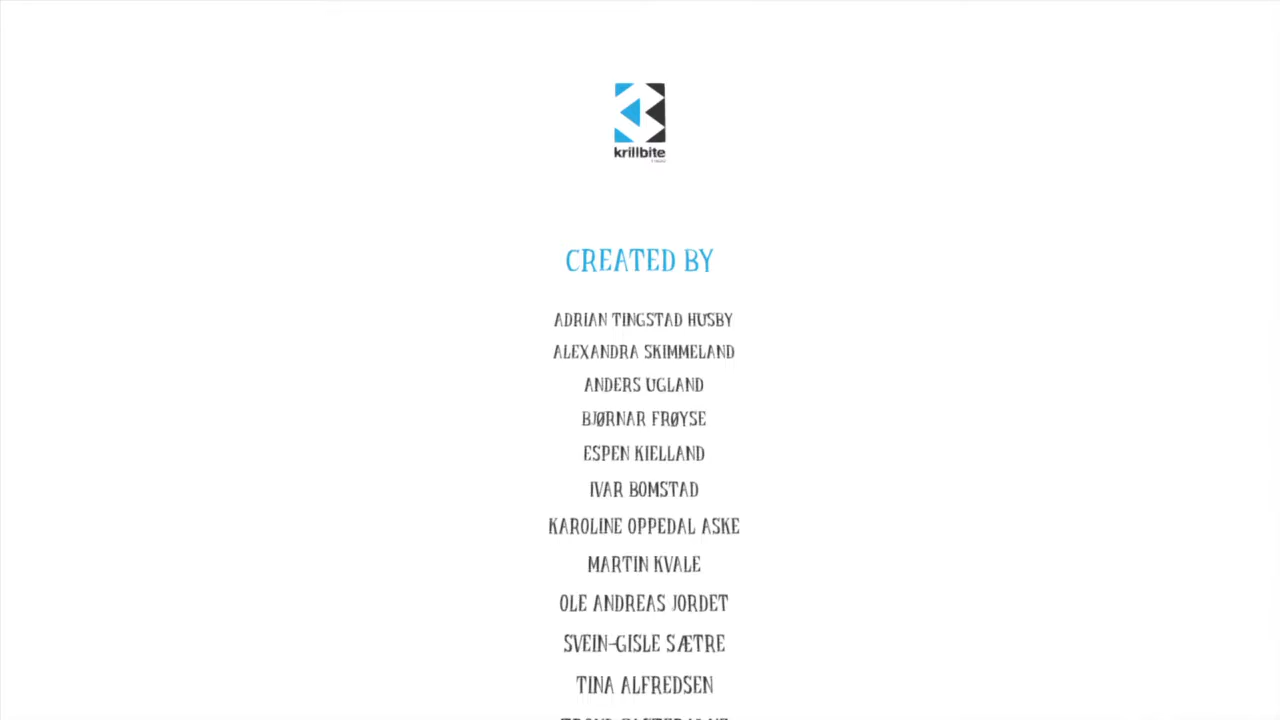 krillbite
CREATED BY
ADRIAN TINGSTAD HUSBY
ALEXANDRA SKIMMELAND
ANDERS UGLAND
BJØRNAR FRØYSE
ESPEN KIELLAND
IVAR BOMSTAD
KAROLINE OPPEDAL ASKE
MARTIN KVALE
OLE ANDREAS JORDET
SVEIN-GISLE SÆTRE
TINA ALFREDSEN